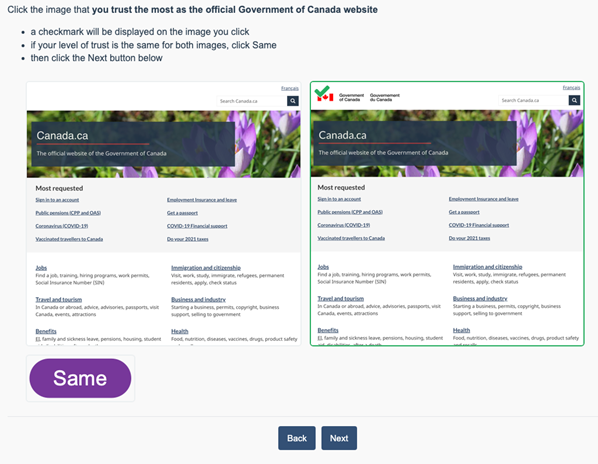 Click the image that you trust the most as the official Government of Canada website
• a checkmark will be displayed on the image you click
• if your level of trust is the same for both images, click Same
• then click the Next button below
Français
Search Canada.ca
Canada.ca
The official website of the Government of Canada
Most requested
Sign in to an account
Employment Insurance and leave
Public pensions (CPP and OAS)
Get a passport
Coronavirus (COVID-19)
COVID-19 Financial support
Vaccinated travellers to Canada
Do your 2021 taxes
Jobs
Find a job, training, hiring programs, work permits,
Social Insurance Number (SIN)
Immigration and citizenship
Visit, work, study, immigrate, refugees, permanent
residents, apply, check status
Travel and tourism
In Canada or abroad, advice, advisories, passports, visit
Canada, events, attractions
Business and industry
Starting a business, permits, copyright, business
support, selling to government
Benefits
EI, family and sickness leave, pensions, housing, student
Health
Food, nutrition, diseases, vaccines, drugs, product safety
Français
Government
of Canada
Gouvernement
du Canada
Search Canada.ca
Canada.ca
The official website of the Government of Canada
Most requested
Sign in to an account
Employment Insurance and leave
Public pensions (CPP and OAS)
Get a passport
Coronavirus (COVID-19)
COVID-19 Financial support
Vaccinated travellers to Canada
Do your 2021 taxes
Jobs
Find a job, training, hiring programs, work permits,
Social Insurance Number (SIN)
Immigration and citizenship
Visit, work, study, immigrate, refugees, permanent
residents, apply, check status
Travel and tourism
In Canada or abroad, advice, advisories, passports, visit
Canada, events, attractions
Business and industry
Starting a business, permits, copyright, business
support, selling to government
Benefits
EI, family and sickness leave, pensions, housing, student
Health
Food, nutrition, diseases, vaccines, drugs, product safety
Same
Back
Next